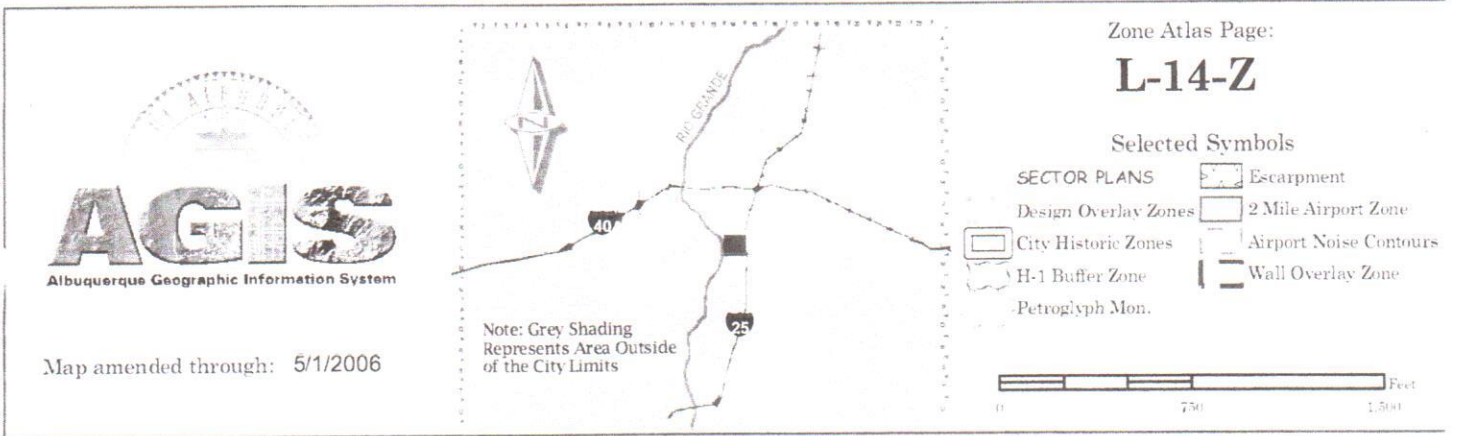 AGIS
Albuquerque Geographic Information System
Map amended through: 5/1/2006
RIO GRANDE
N
40
25
Note: Grey Shading
Represents Area Outside
of the City Limits
Zone Atlas Page:
L-14-Z
Selected Symbols
SECTOR PLANS
Escarpment
Design Overlay Zones
2 Mile Airport Zone
City Historic Zones
Airport Noise Contours
H-1 Buffer Zone
Wall Overlay Zone
Petroglyph Mon.
Feet
0 750 1,500